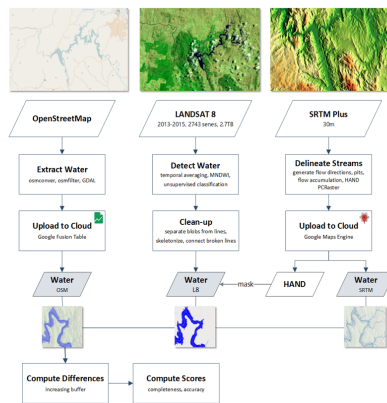 OpenStreetMap
LANDSAT 8
2013-2015, 2743 senes, 2.7TB
SRTM Plus
30m
Extract Water
osmconver, osmfilter, GDAL
Detect Water
temporal averaging, MNDWI,
unsupervised classification
Delineate Streams
generate flow directions, pits,
flow accumulation, HAND
PCRaster
Upload to Cloud
Google Fusion Table
Clean-up
separate blobs from lines,
skeletonize, connect broken lines
Upload to Cloud
Google Maps Engine
Water
OSM
Water
L8
mask
HAND
Water
SRTM
Compute Differences
increasing buffer
Compute Scores
completeness, accuracy